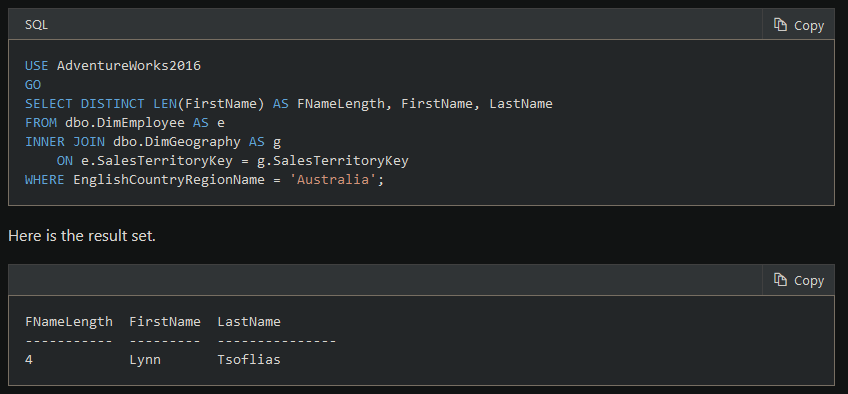 SQL
Copy
USE AdventureWorks2016
GO
SELECT DISTINCT LEN(FirstName) AS FNameLength, FirstName, LastName
FROM dbo.DimEmployee AS e
INNER JOIN dbo.DimGeography AS g
    ON e.SalesTerritoryKey = g.SalesTerritoryKey
WHERE EnglishCountryRegionName = 'Australia';
Here is the result set.
Copy
FNameLength  FirstName  LastName
-----------  ---------  ---------------
4            Lynn       Tsoflias